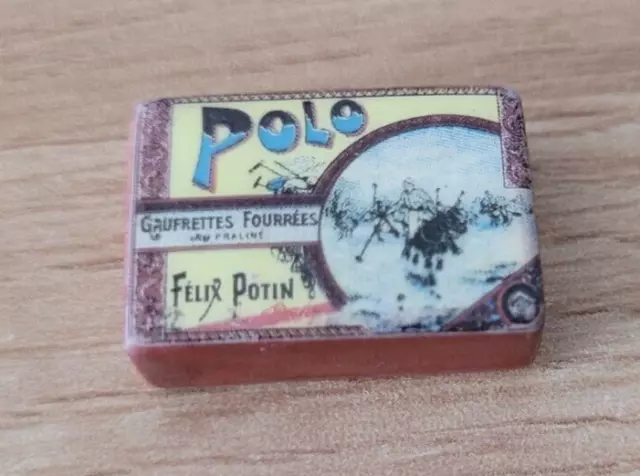 POLO
GAUFRETTES FOURRÉES
AU PRALINÉ
FÉLIX POTIN